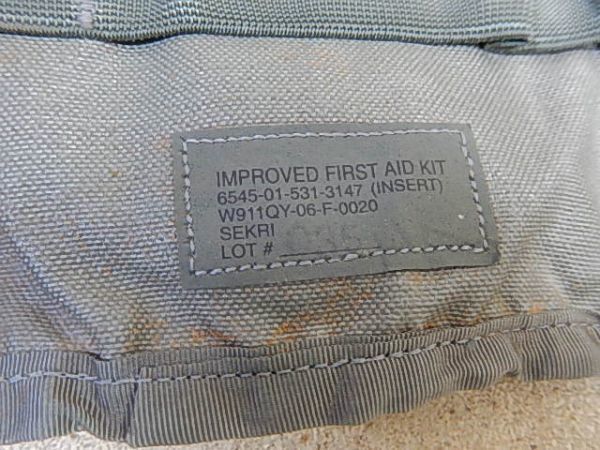 IMPROVED FIRST AID KIT
6545-01-531-3147 (INSERT)
W911QY-06-F-0020
SEKRI
LOT #